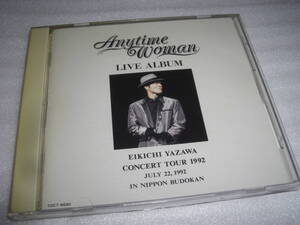 Anytime
Woman
LIVE ALBUM
EIKICHI YAZAWA
CONCERT TOUR 1992
JULY 22, 1992
IN NIPPON BUDOKAN